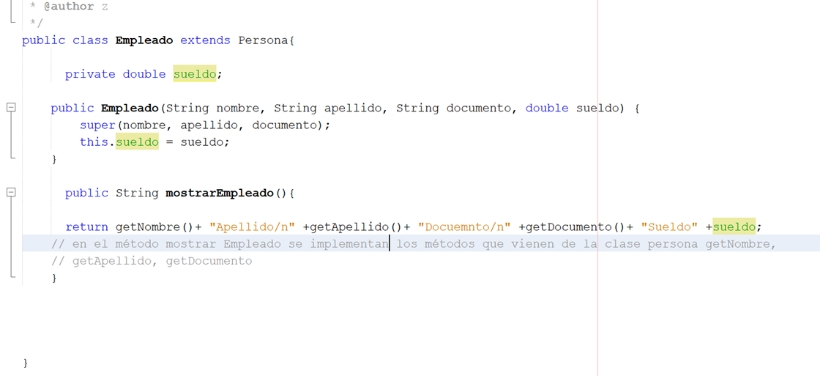 * @author z
*/
public class Empleado extends Persona{
private double sueldo;
public Empleado(String nombre, String apellido, String documento, double sueldo) {
super(nombre, apellido, documento);
this.sueldo = sueldo;
}
public String mostrarEmpleado(){
return getNombre()+ "Apellido/n" +getApellido()+ "Docuemnto/n" +getDocumento()+ "Sueldo" +sueldo;
// en el método mostrar Empleado se implementan los métodos que vienen de la clase persona getNombre,
// getApellido, getDocumento
}
}